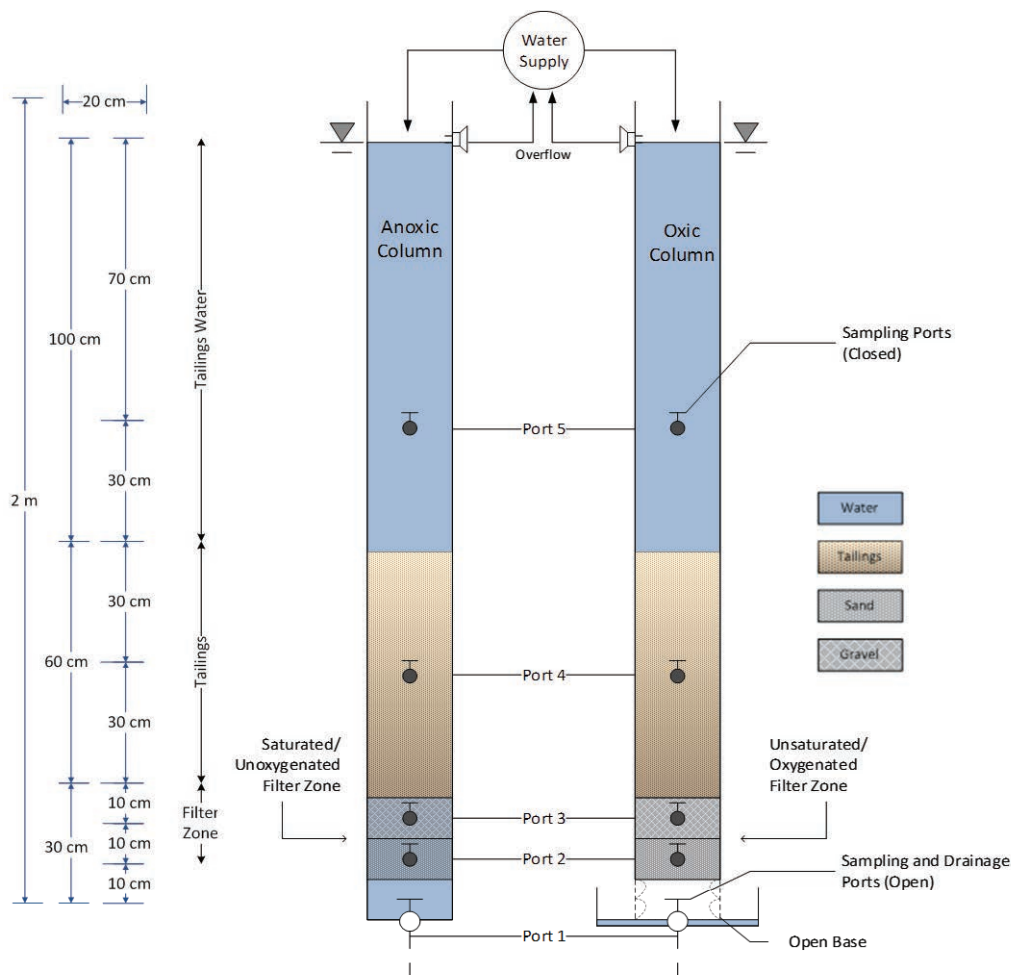 Water
Supply
20 cm
Overflow
Anoxic
Column
Oxic
Column
70 cm
100 cm
Tailings Water
Sampling Ports
(Closed)
Port 5
30 cm
2 m
Water
Tailings
Sand
Gravel
30 cm
60 cm
Tailings
Port 4
30 cm
Saturated/
Unoxygenated
Filter Zone
Unsaturated/
Oxygenated
Filter Zone
10 cm
Filter
Zone
Port 3
10 cm
30 cm
Port 2
10 cm
Sampling and Drainage
Ports (Open)
Port 1
Open Base